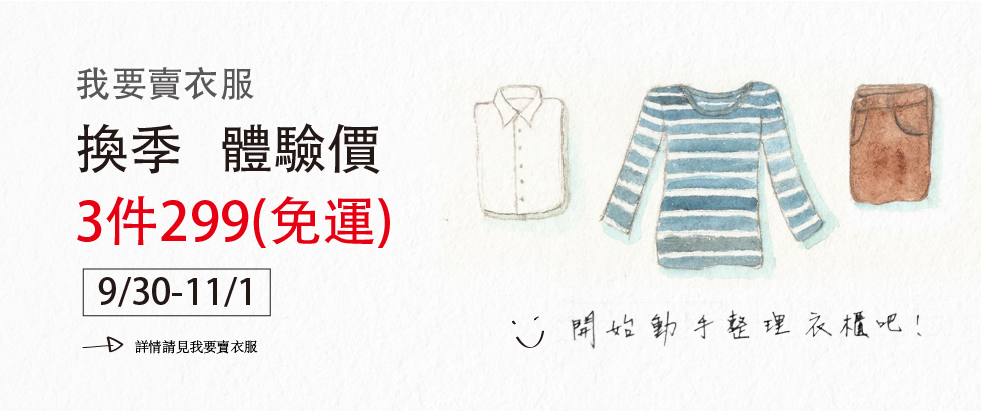 我要賣衣服
換季 體驗價
3件299(免運)
9/30-11/1
詳情請見我要賣衣服
開始動手整理衣櫃吧！